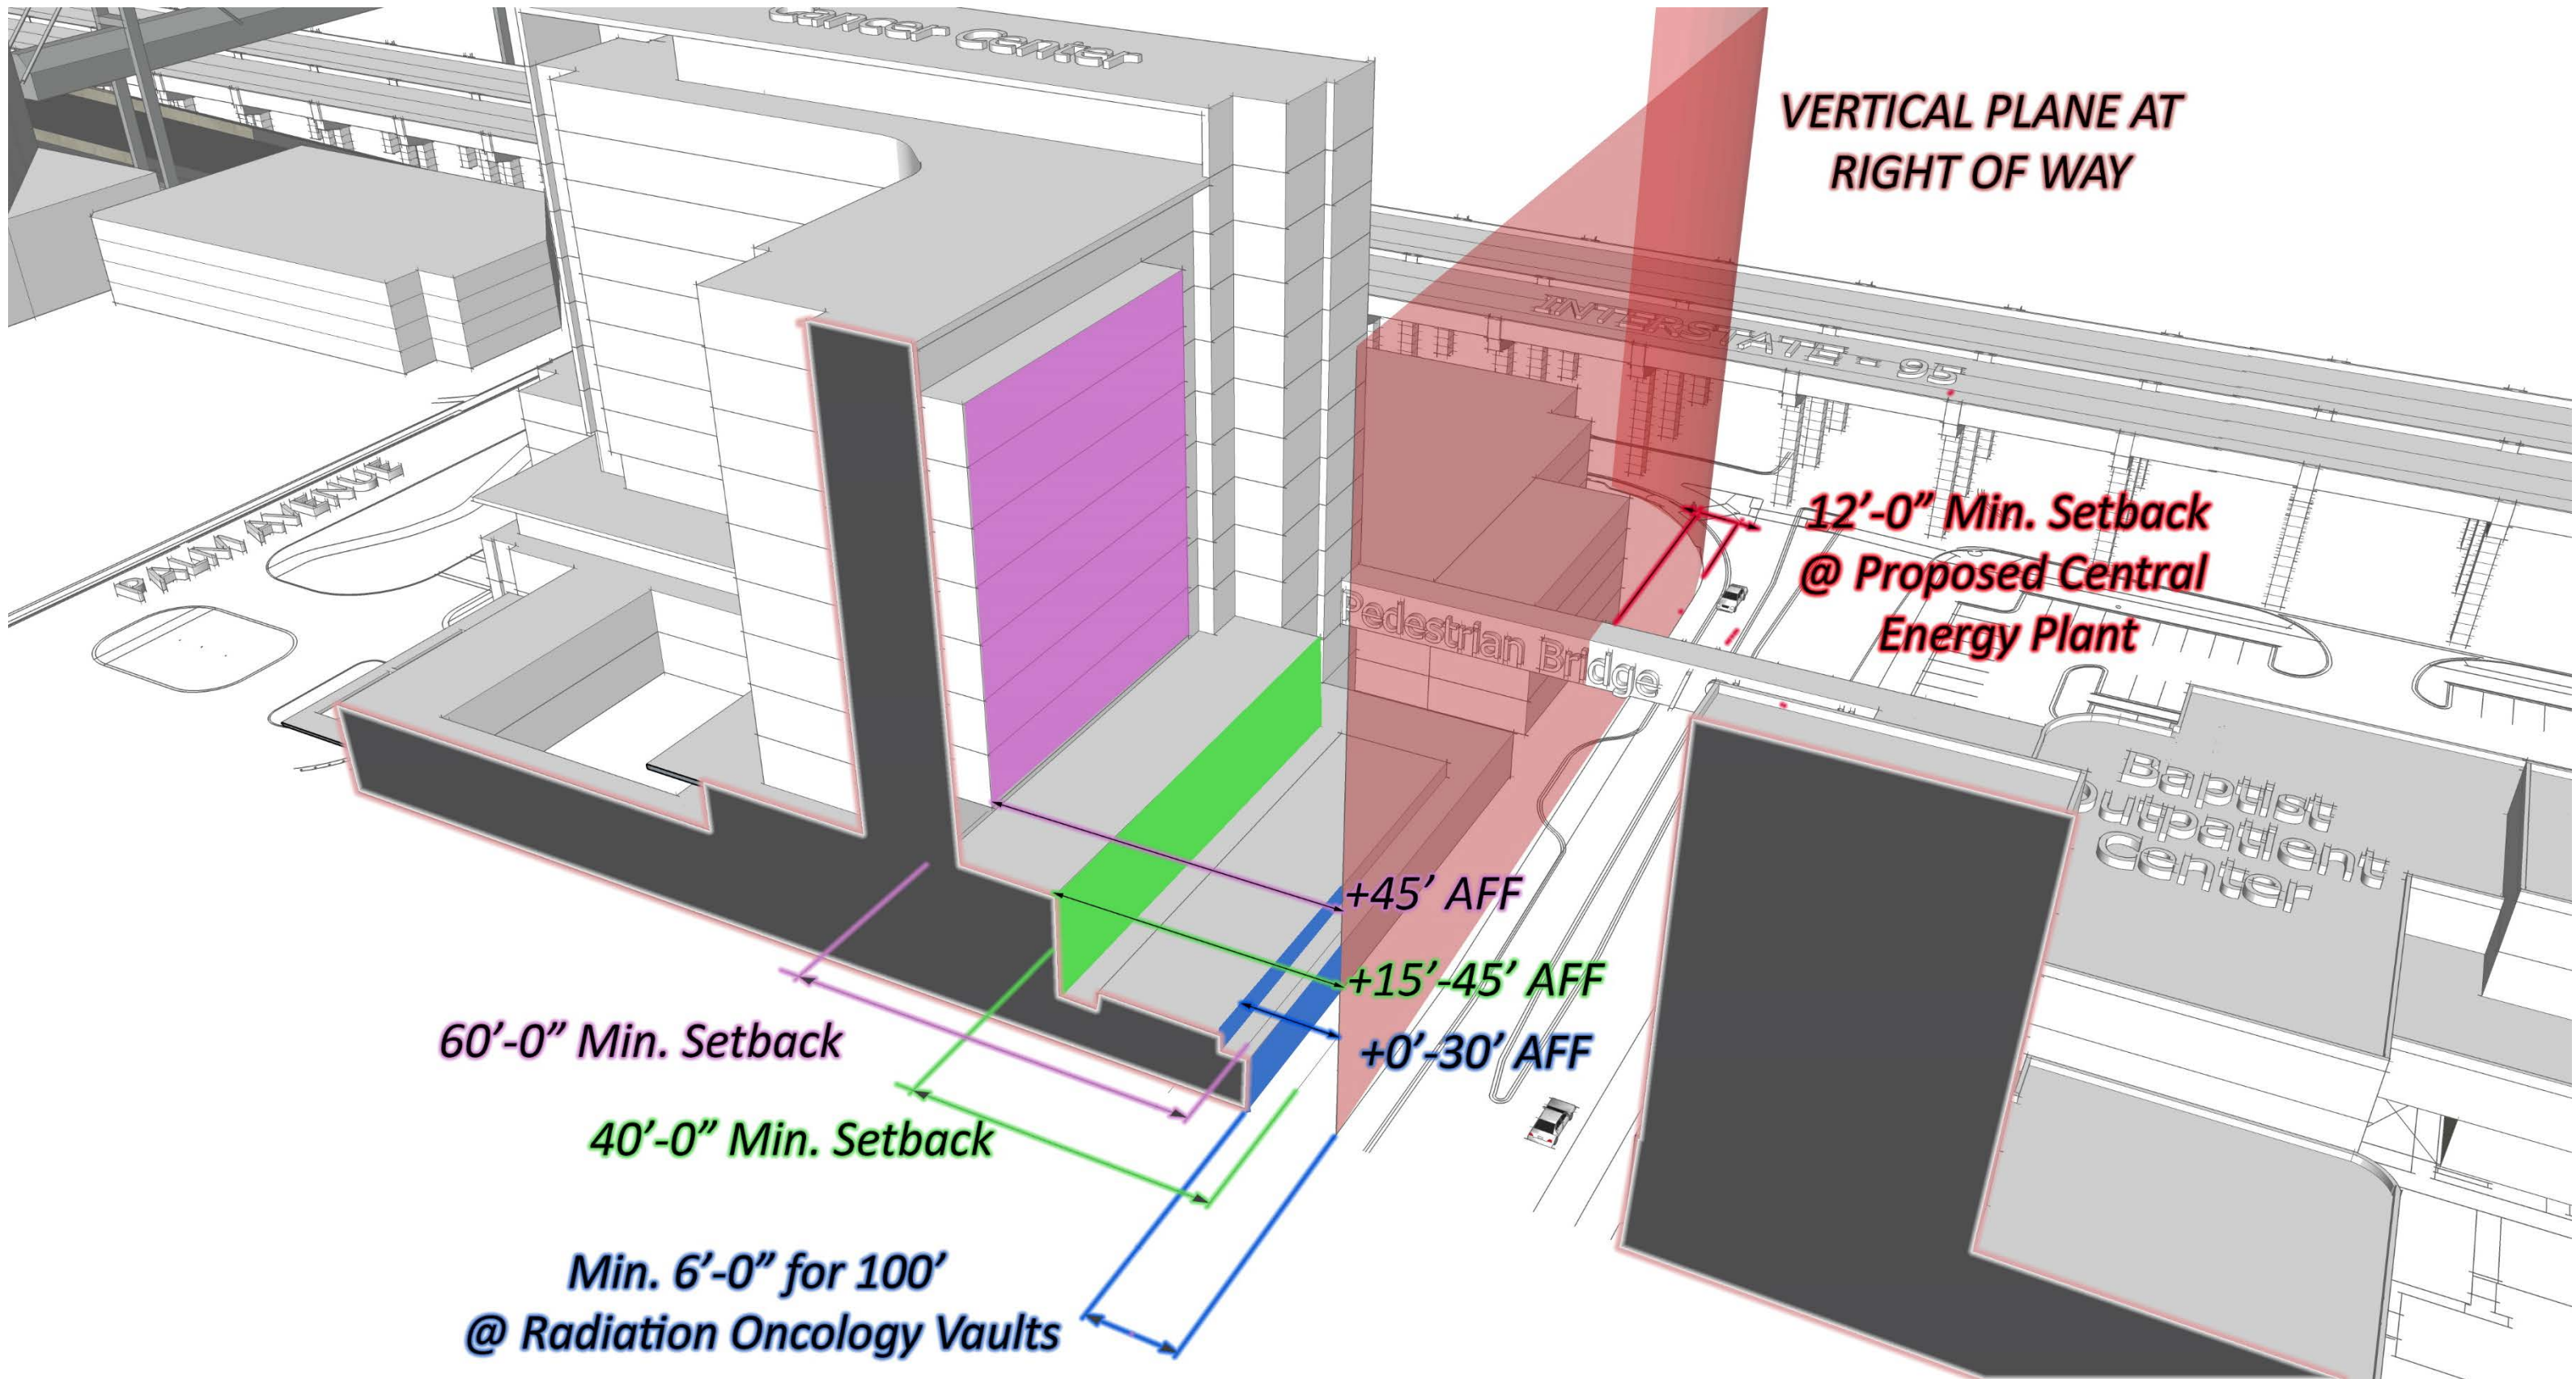 Cancer Center
VERTICAL PLANE AT
RIGHT OF WAY
INTERSTATE - 95
PALM AVENUE
12’-0” Min. Setback
@ Proposed Central
Energy Plant
Pedestrian Bridge
Baptist
Outpatient
Center
+45’ AFF
+15’-45’ AFF
+0’-30’ AFF
60’-0” Min. Setback
40’-0” Min. Setback
Min. 6’-0” for 100’
@ Radiation Oncology Vaults